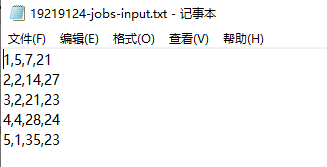 19219124-jobs-input.txt - 记事本
文件(F) 编辑(E) 格式(O) 查看(V) 帮助(H)
1,5,7,21
2,2,14,27
3,2,21,23
4,4,28,24
5,1,35,23